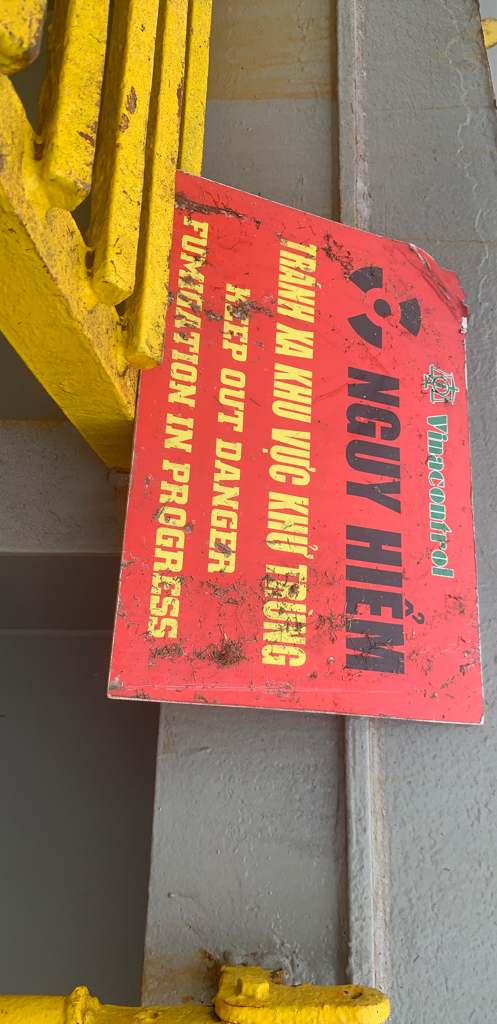 Vinacontrol
NGUY HIỂM
TRÁNH XA KHU VỰC KHỬ TRÙNG
KEEP OUT DANGER
FUMIGATION IN PROGRESS